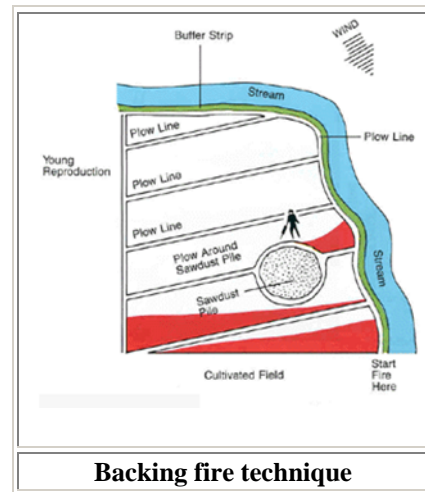 Buffer Strip
WIND
Stream
Plow Line
Plow Line
Young
Reproduction
Plow Line
Plow Line
Plow Around
Sawdust Pile
Stream
Sawdust
Pile
Cultivated Field
Start
Fire
Here
Backing fire technique